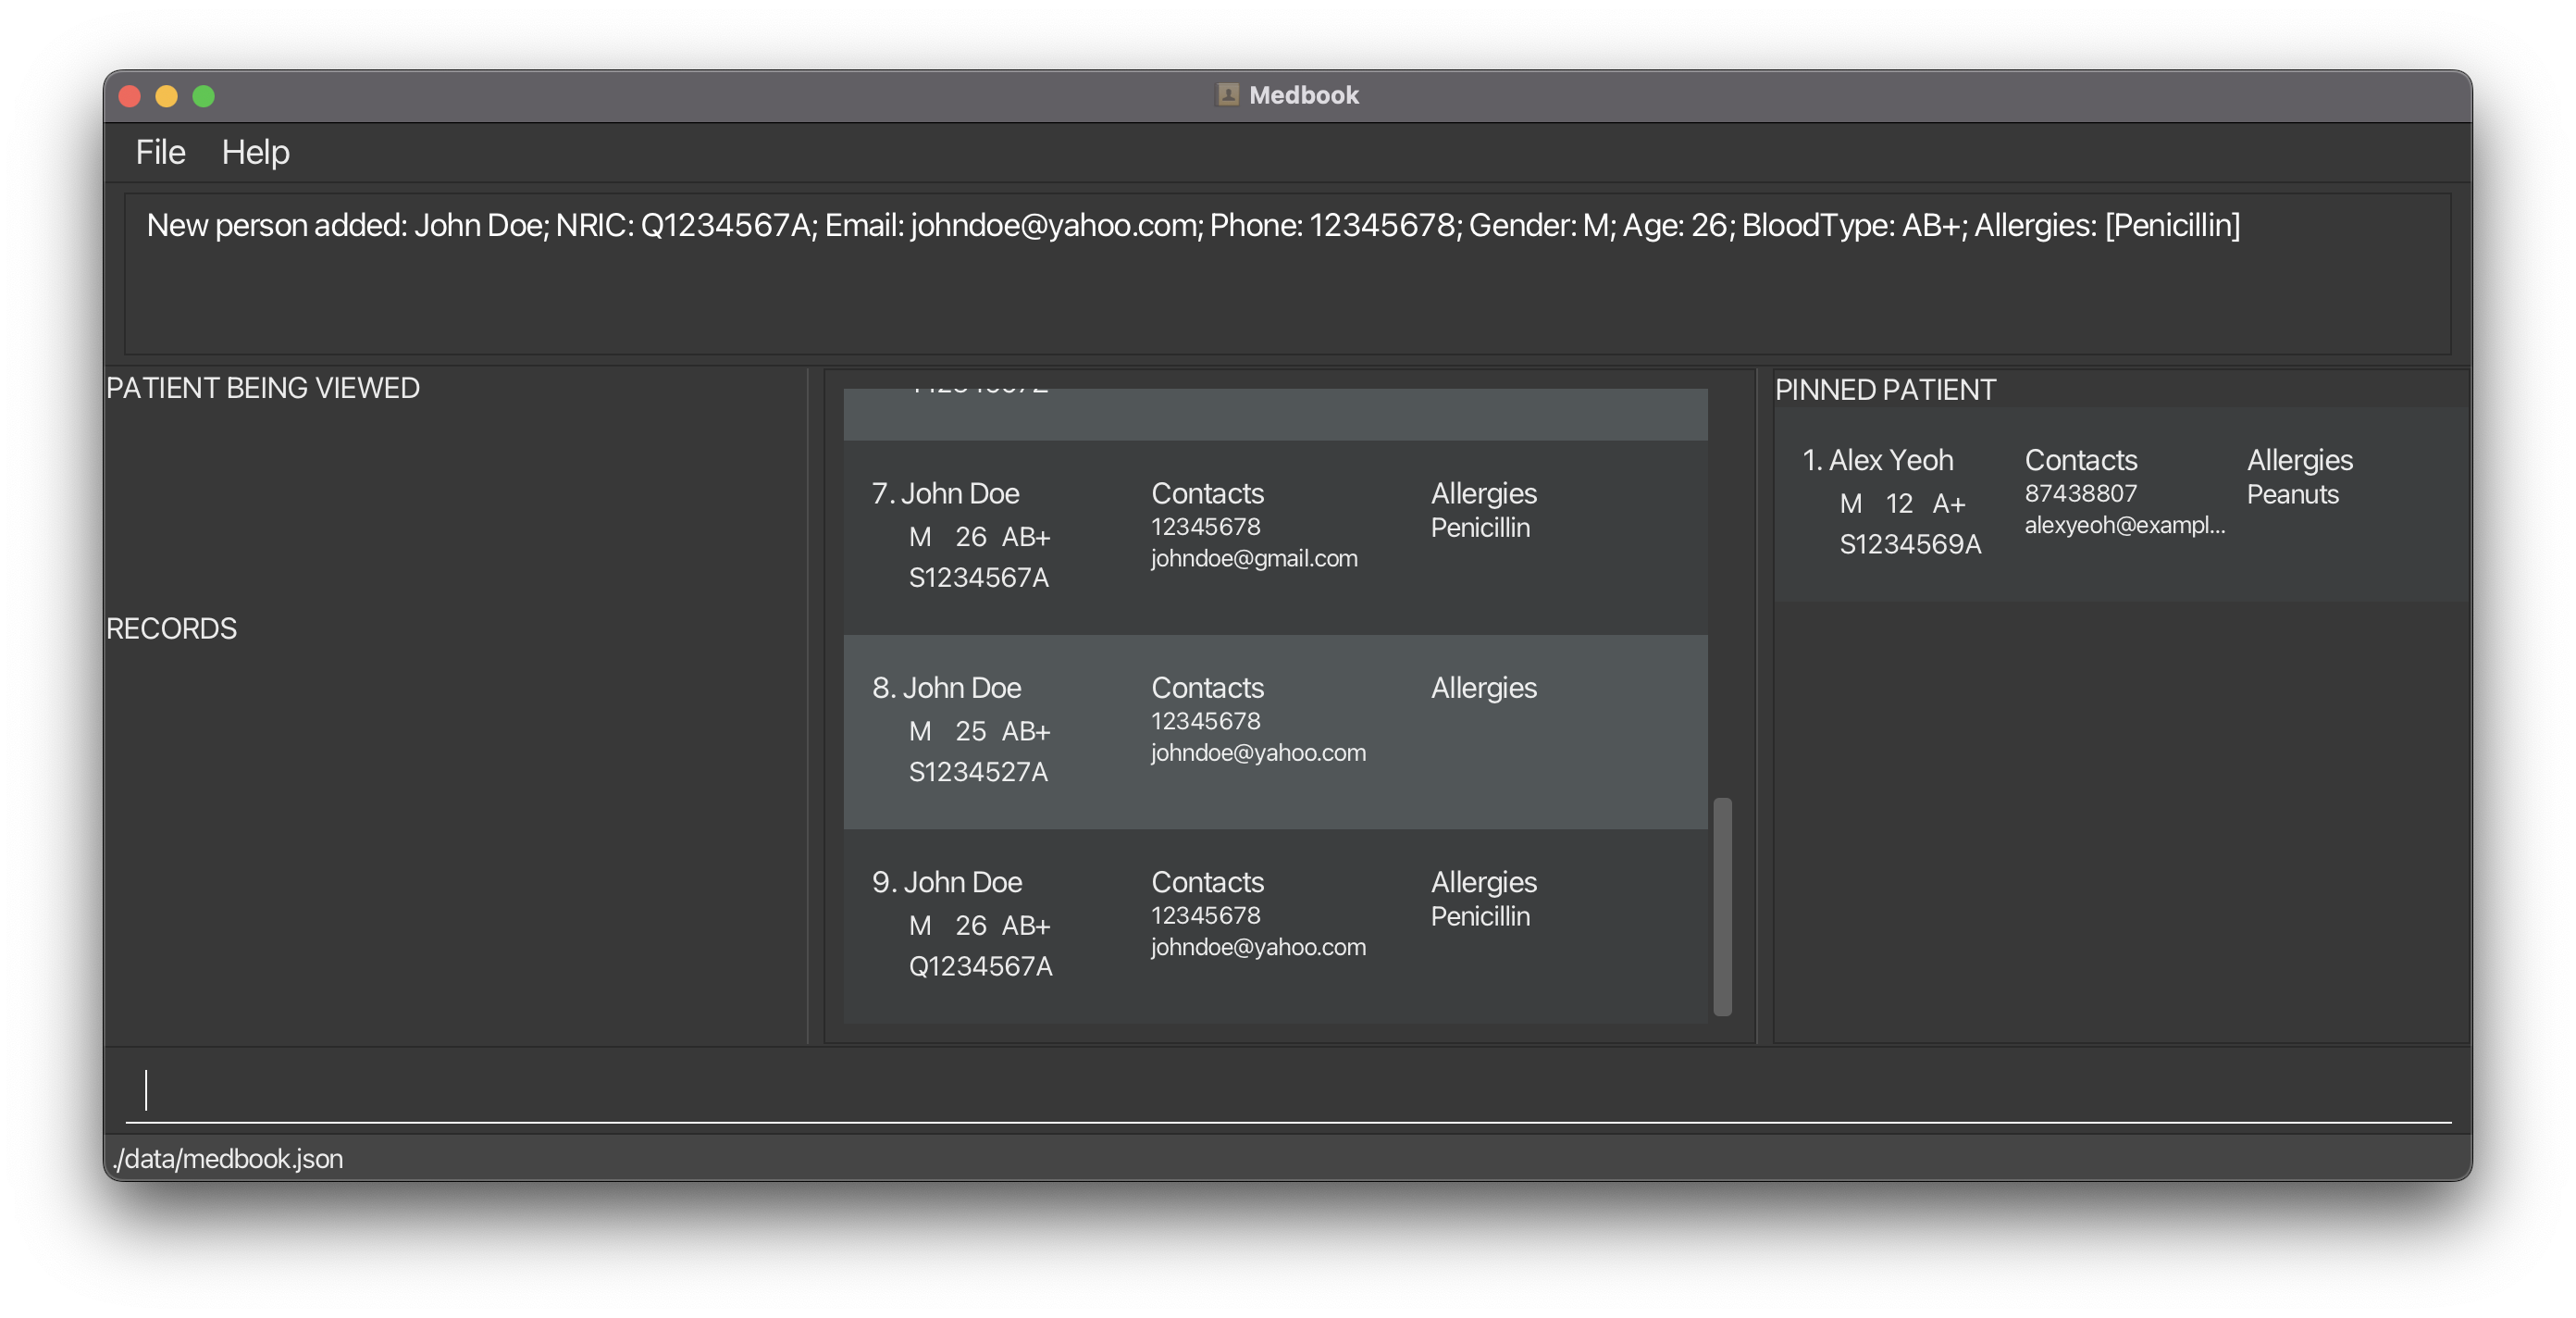 Medbook
File Help
New person added: John Doe; NRIC: Q1234567A; Email: johndoe@yahoo.com; Phone: 12345678; Gender: M; Age: 26; BloodType: AB+; Allergies: [Penicillin]
PATIENT BEING VIEWED
RECORDS
7. John Doe Contacts Allergies
12345678 Penicillin
M 26 AB+
johndoe@gmail.com
S1234567A
8. John Doe Contacts Allergies
12345678
M 25 AB+
johndoe@yahoo.com
S1234527A
9. John Doe Contacts Allergies
12345678 Penicillin
M 26 AB+
johndoe@yahoo.com
Q1234567A
PINNED PATIENT
1. Alex Yeoh Contacts Allergies
87438807 Peanuts
M 12 A+
alexyeoh@exampl...
S1234569A
./data/medbook.json